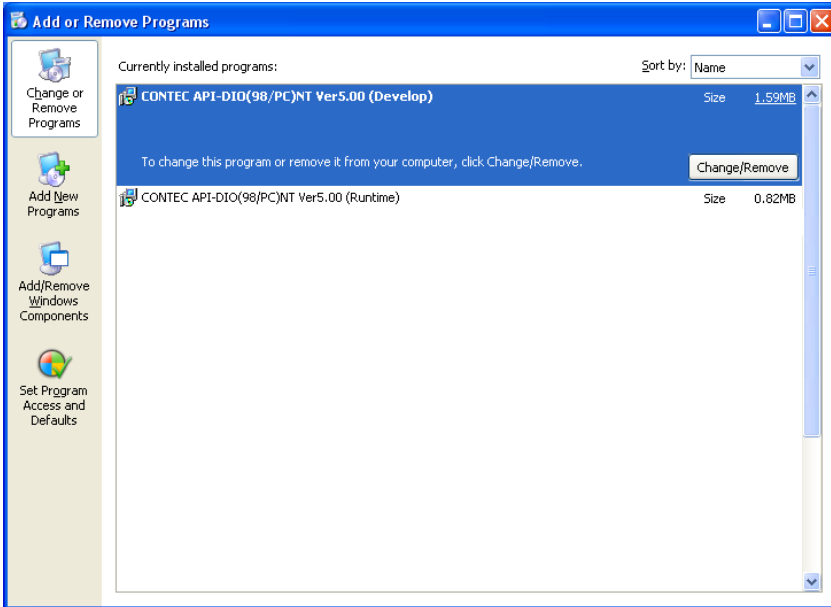 Add or Remove Programs
Change or
Remove
Programs
Add New
Programs
Add/Remove
Windows
Components
Set Program
Access and
Defaults
Currently installed programs:
Sort by: Name
CONTEC API-DIO(98/PC)NT Ver5.00 (Develop) Size 1.59MB
To change this program or remove it from your computer, click Change/Remove. Change/Remove
CONTEC API-DIO(98/PC)NT Ver5.00 (Runtime) Size 0.82MB